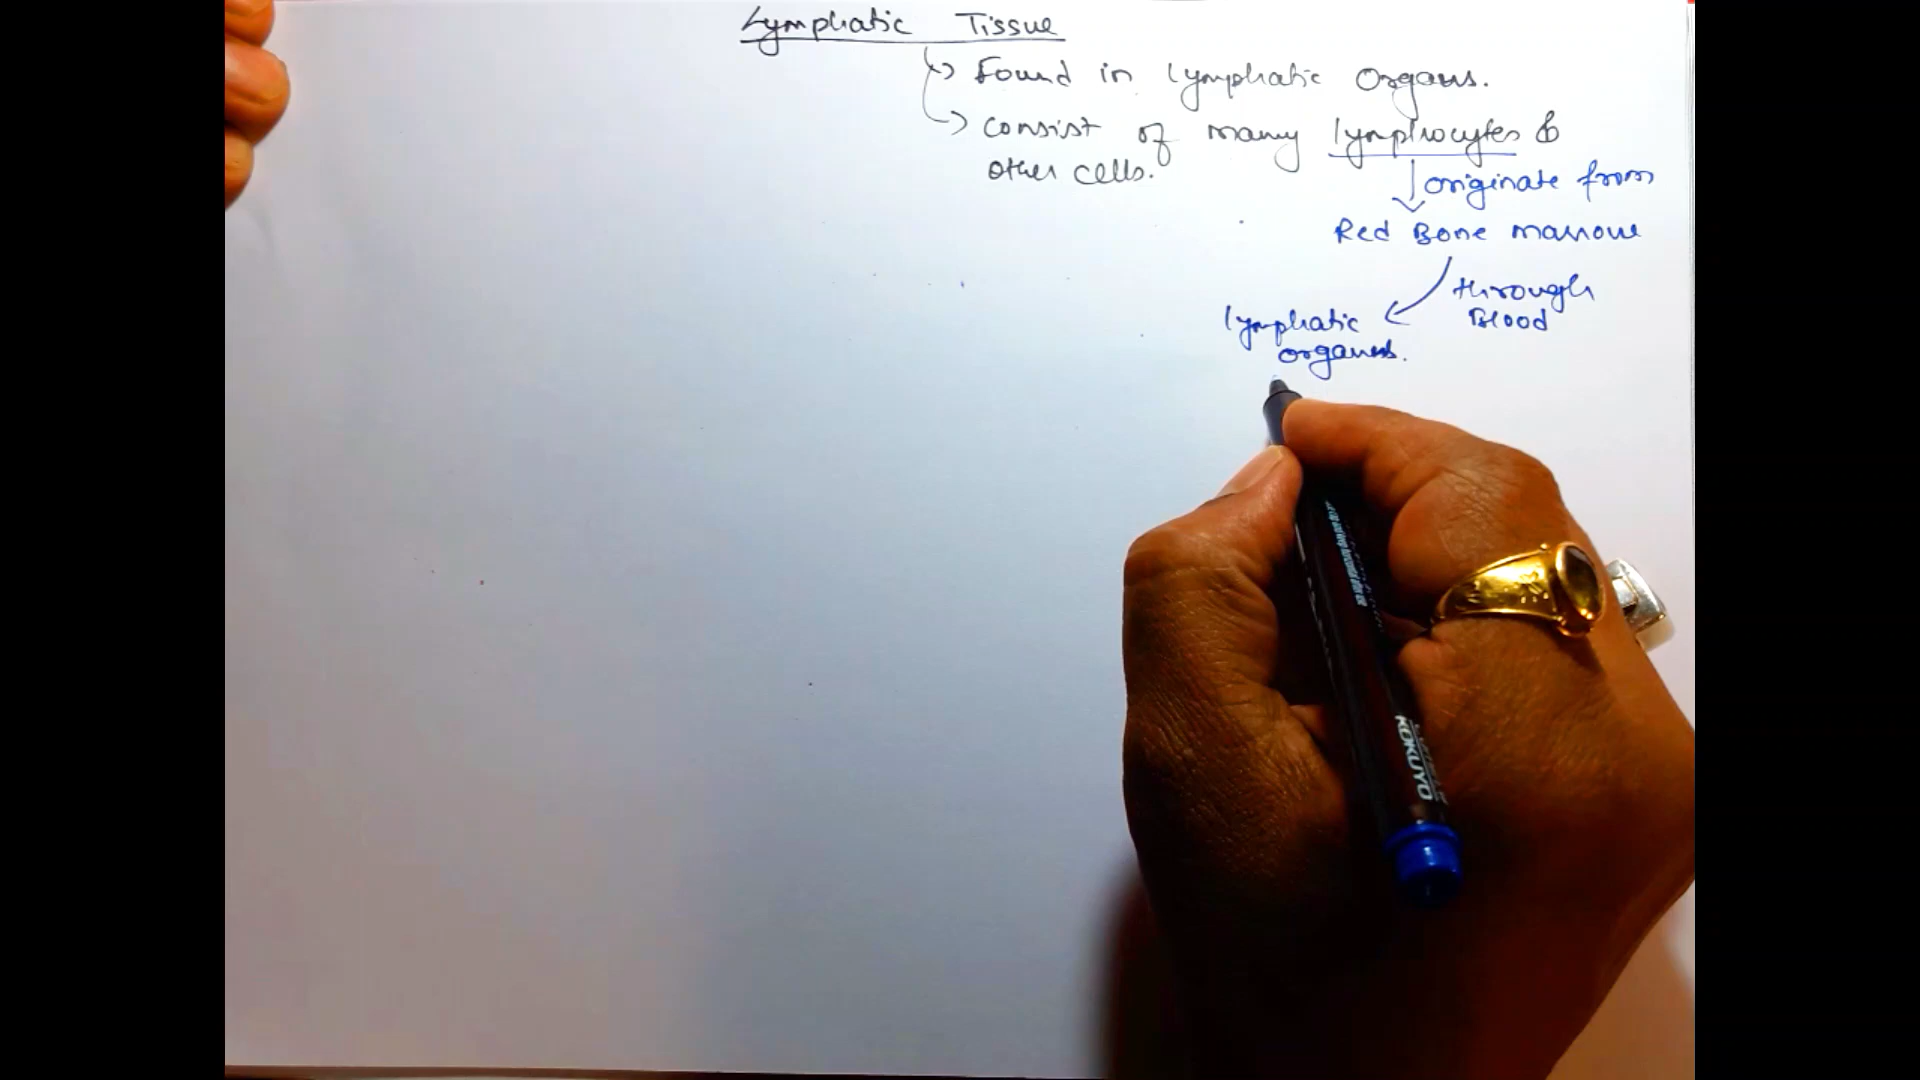 Lymphatic Tissue
Found in lymphatic organs.
consist of many lymphocytes &
other cells.
originate from
Red Bone marrow
through
Blood
lymphatic
organs.
KOKUYO